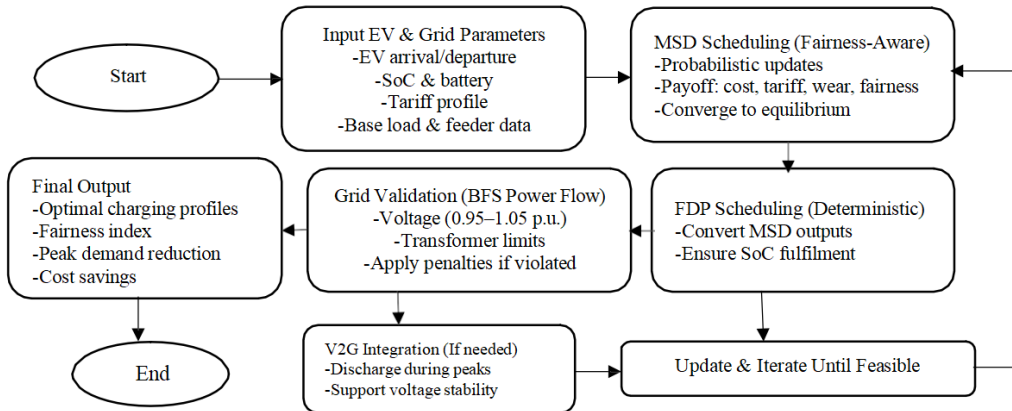 Start
Input EV & Grid Parameters
-EV arrival/departure
-SoC & battery
-Tariff profile
-Base load & feeder data
MSD Scheduling (Fairness-Aware)
-Probabilistic updates
-Payoff: cost, tariff, wear, fairness
-Converge to equilibrium
FDP Scheduling (Deterministic)
-Convert MSD outputs
-Ensure SoC fulfilment
Grid Validation (BFS Power Flow)
-Voltage (0.95–1.05 p.u.)
-Transformer limits
-Apply penalties if violated
Final Output
-Optimal charging profiles
-Fairness index
-Peak demand reduction
-Cost savings
End
V2G Integration (If needed)
-Discharge during peaks
-Support voltage stability
Update & Iterate Until Feasible